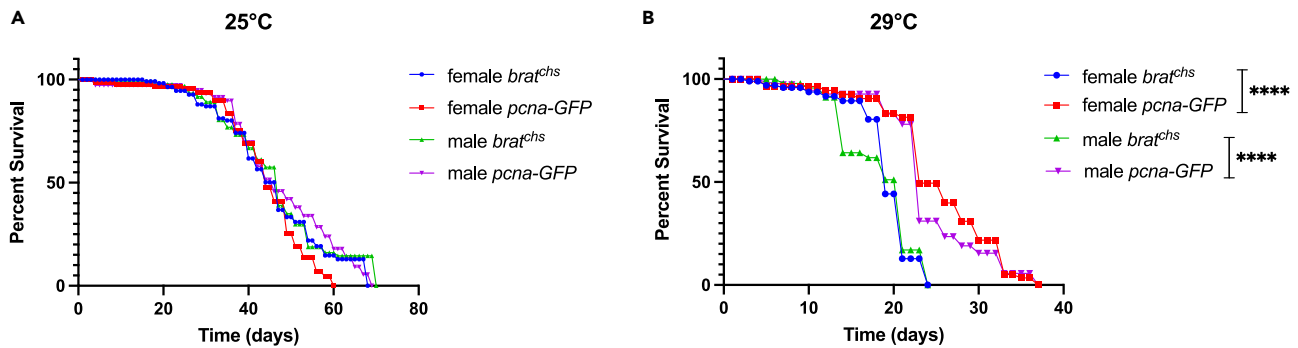 A
25°C
100
50
0
Percent Survival
0 20 40 60 80
Time (days)
female brat^chs
female pcna-GFP
male brat^chs
male pcna-GFP
B
29°C
100
50
0
Percent Survival
0 10 20 30 40
Time (days)
female brat^chs
female pcna-GFP
****
male brat^chs
male pcna-GFP
****